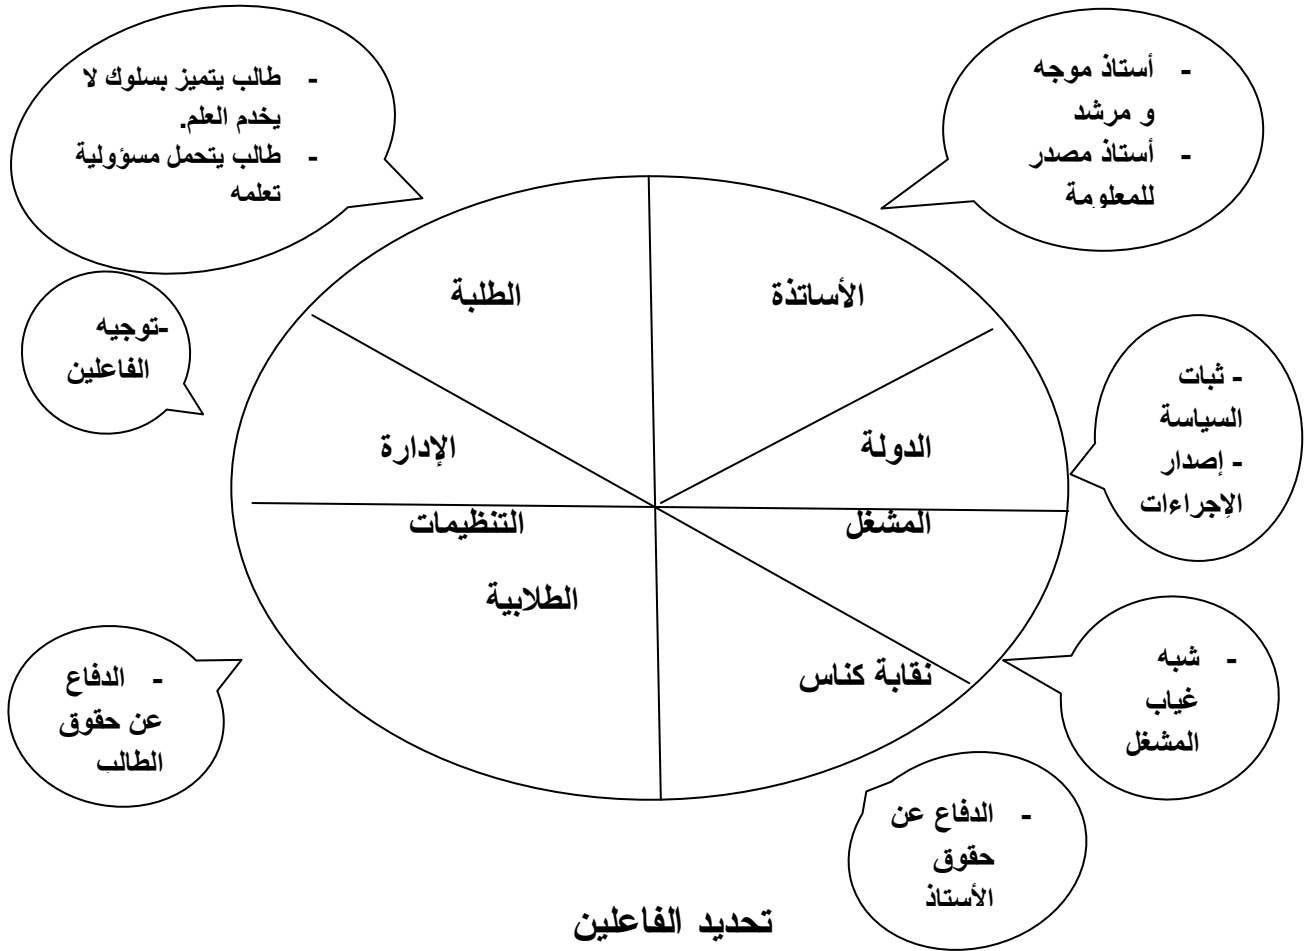 - أستاذ موجه
و مرشد
- أستاذ مصدر
للمعلومة
- طالب يتميز بسلوك لا
يخدم العلم.
- طالب يتحمل مسؤولية
تعلمه
الأساتذة
الطلبة
-توجيه
الفاعلين
- ثبات
السياسة
- إصدار
الإجراءات
الدولة
الإدارة
المشغل
التنظيمات
الطلابية
نقابة كناس
- شبه
غياب
المشغل
- الدفاع
عن حقوق
الطالب
- الدفاع عن
حقوق
الأستاذ
تحديد الفاعلين